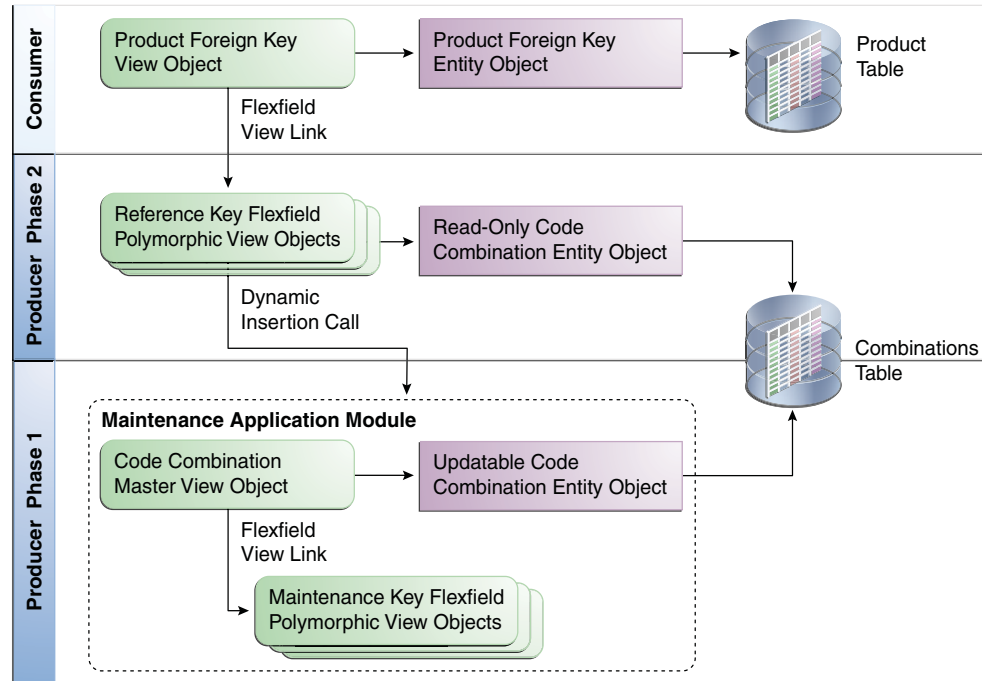 Consumer
Product Foreign Key
View Object
Product Foreign Key
Entity Object
Product
Table
Flexfield
View Link
Producer Phase 2
Reference Key Flexfield
Polymorphic View Objects
Read-Only Code
Combination Entity Object
Dynamic
Insertion Call
Combinations
Table
Producer Phase 1
Maintenance Application Module
Code Combination
Master View Object
Updatable Code
Combination Entity Object
Flexfield
View Link
Maintenance Key Flexfield
Polymorphic View Objects